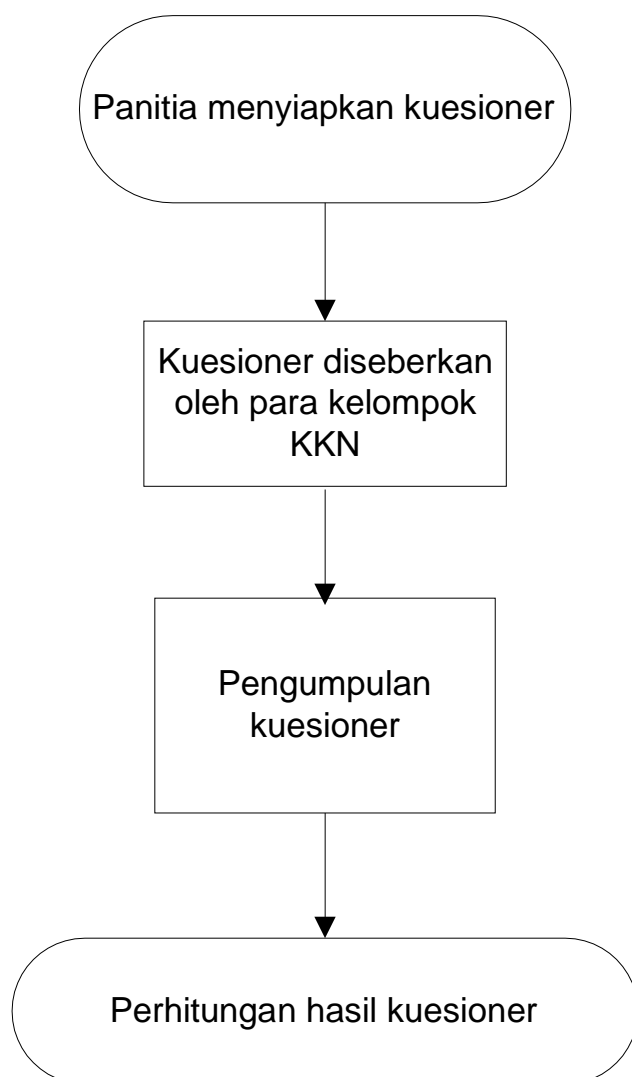 Panitia menyiapkan kuesioner
Kuesioner diseberkan
oleh para kelompok
KKN
Pengumpulan
kuesioner
Perhitungan hasil kuesioner